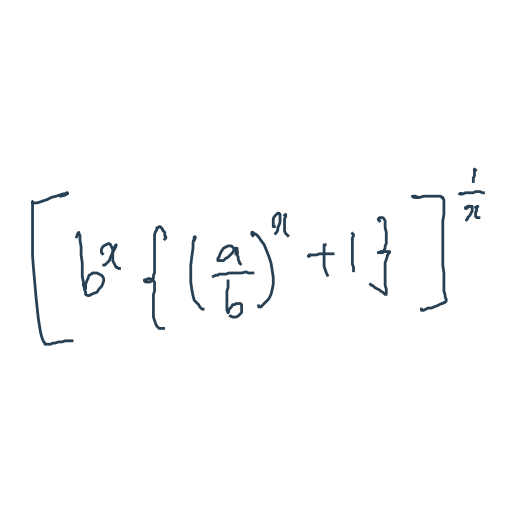 [b^x {(a/b)^x + 1}]^(1/x)